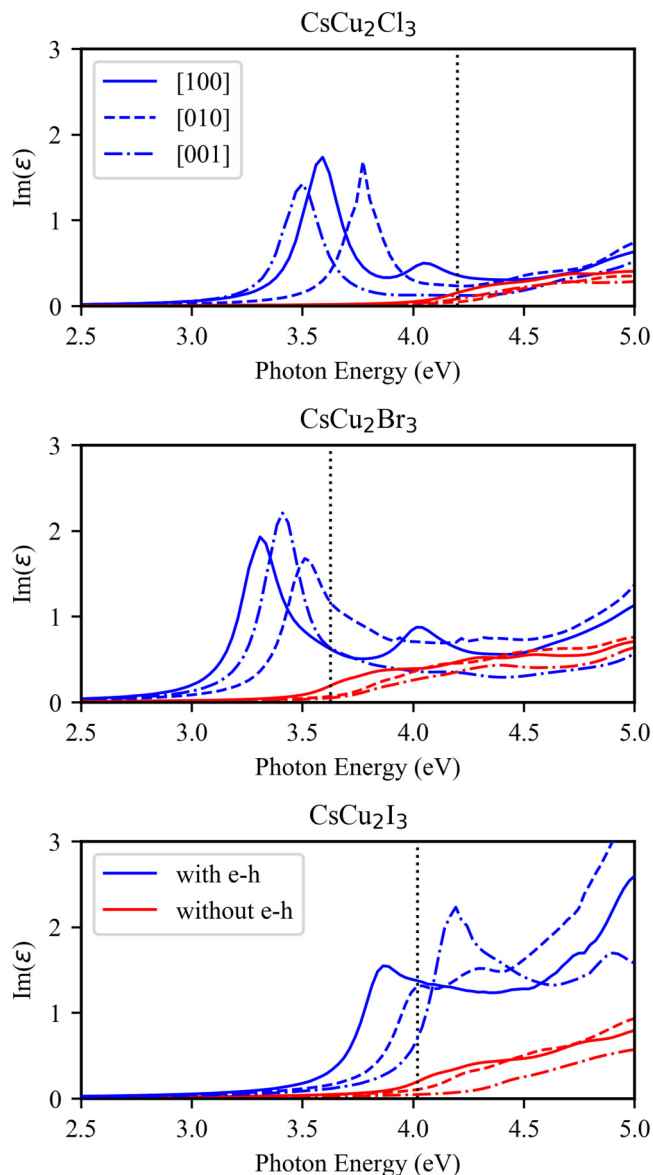 CsCu₂Cl₃
3
[100]
[010]
2
[001]
Im(ε)
1
0
2.5 3.0 3.5 4.0 4.5 5.0
Photon Energy (eV)
CsCu₂Br₃
3
2
Im(ε)
1
0
2.5 3.0 3.5 4.0 4.5 5.0
Photon Energy (eV)
CsCu₂I₃
3
with e-h
without e-h
2
Im(ε)
1
0
2.5 3.0 3.5 4.0 4.5 5.0
Photon Energy (eV)